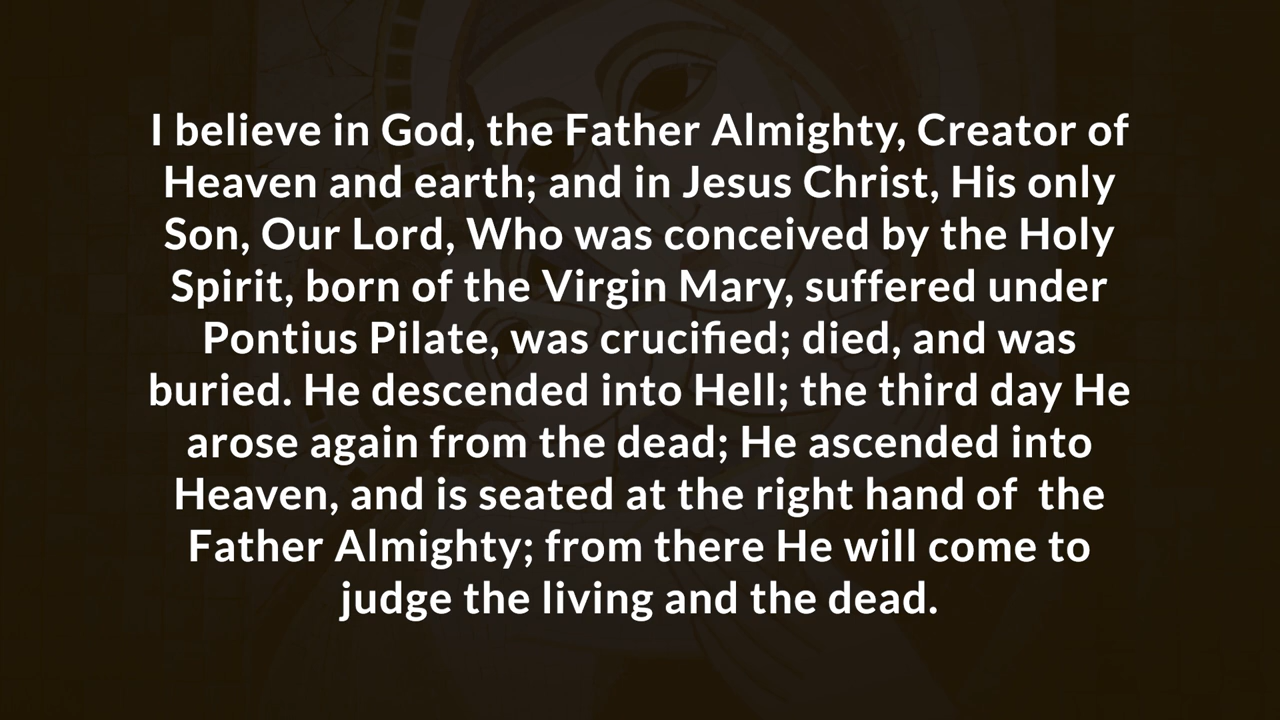 I believe in God, the Father Almighty, Creator of
Heaven and earth; and in Jesus Christ, His only
Son, Our Lord, Who was conceived by the Holy
Spirit, born of the Virgin Mary, suffered under
Pontius Pilate, was crucified; died, and was
buried. He descended into Hell; the third day He
arose again from the dead; He ascended into
Heaven, and is seated at the right hand of  the
Father Almighty; from there He will come to
judge the living and the dead.